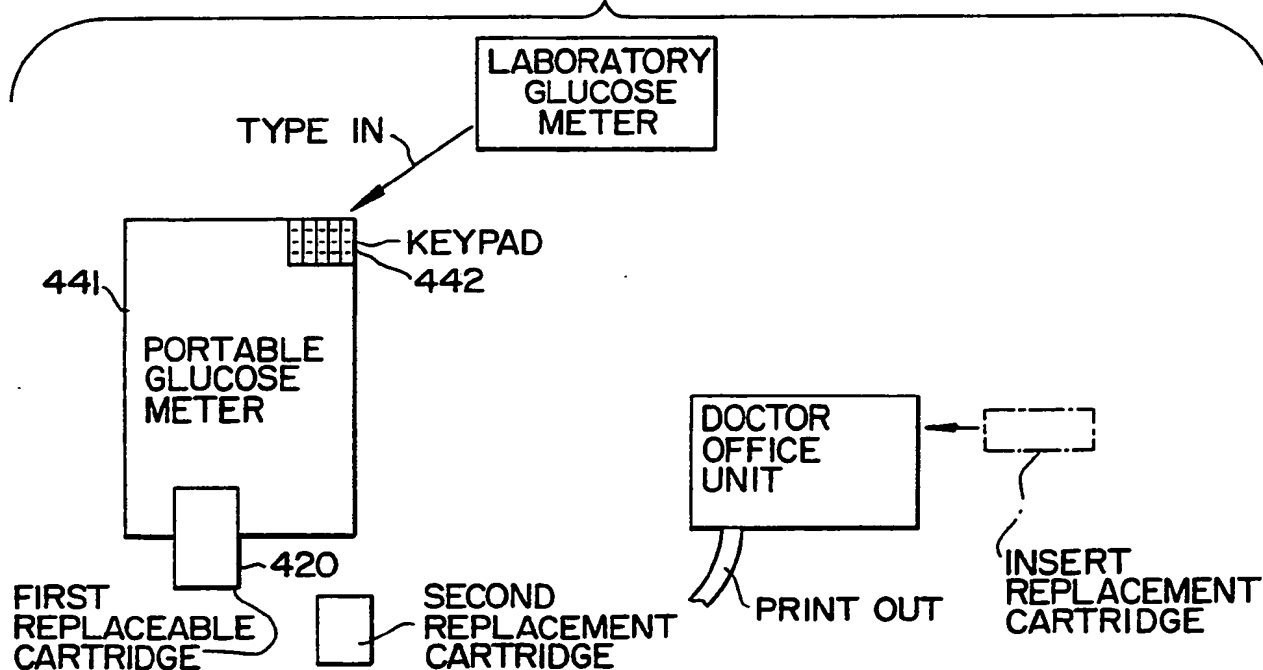 LABORATORY
GLUCOSE
METER
TYPE IN
KEYPAD
442
441
PORTABLE
GLUCOSE
METER
DOCTOR
OFFICE
UNIT
420
FIRST
REPLACEABLE
CARTRIDGE
SECOND
REPLACEMENT
CARTRIDGE
PRINT OUT
INSERT
REPLACEMENT
CARTRIDGE